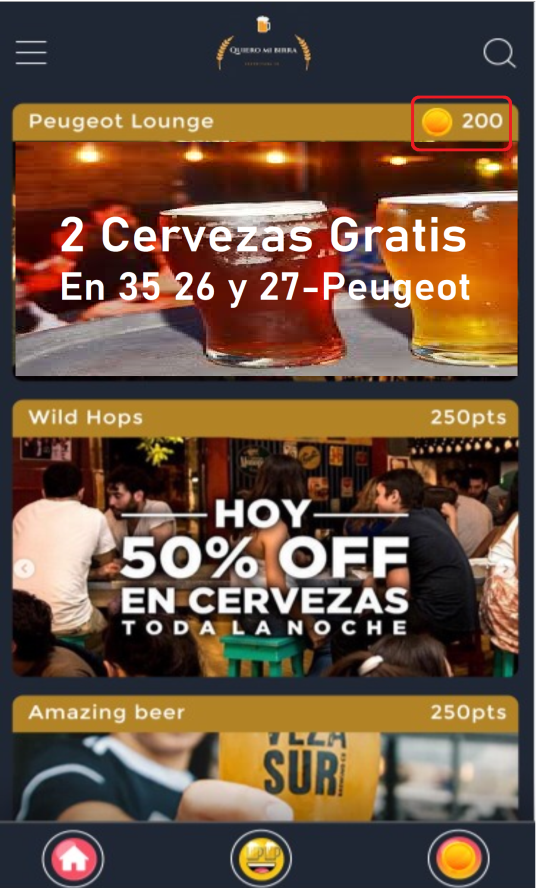 QUIERO MI BIRRA
Peugeot Lounge 200
2 Cervezas Gratis
En 35 26 y 27-Peugeot
Wild Hops 250pts
HOY
50% OFF
EN CERVEZAS
TODA LA NOCHE
Amazing beer 250pts
VEZA
SUR